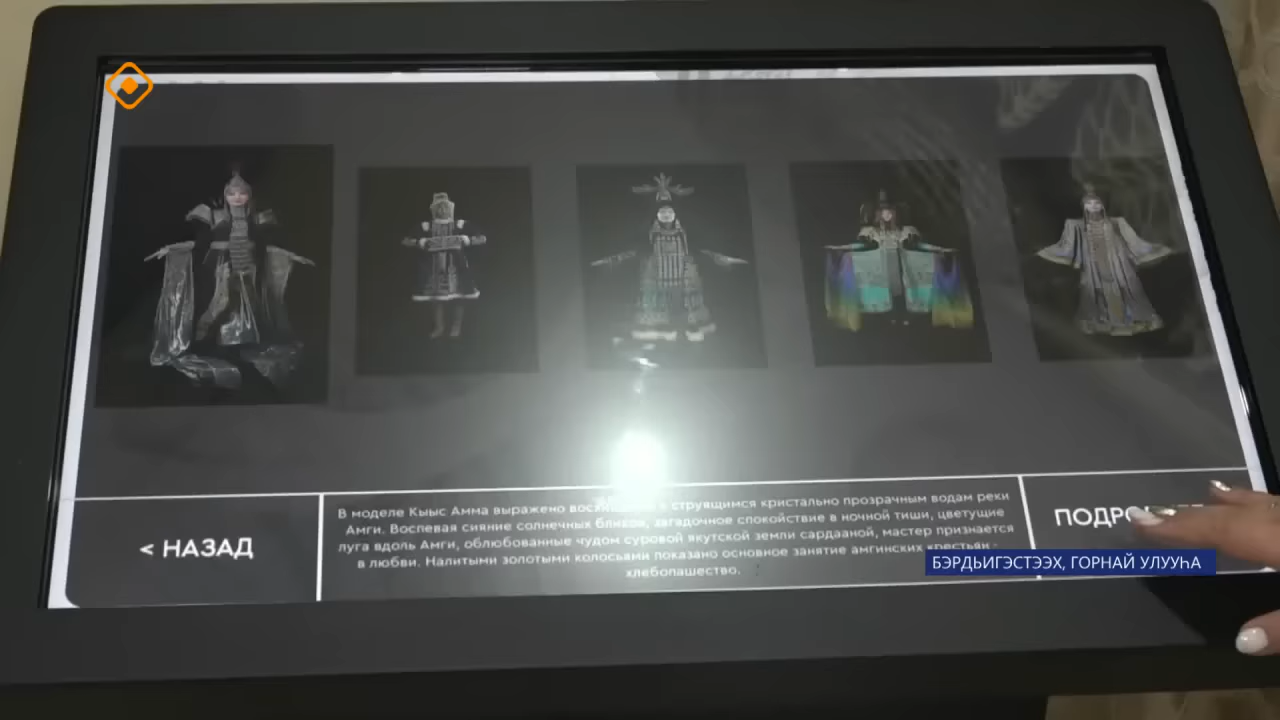 В моделе Кыыс Амма выражено струящимся кристально прозрачным водам реки
Амги. Воспевая сияние солнечных бликов, загадочное спокойствие в ночной тиши, цветущие
луга вдоль Амги, облюбованные чудом суровой якутской земли сардааной, мастер признается
в любви. Налитыми золотыми колосьями показано основное занятие амгинских крестьян -
хлебопашество.
< НАЗАД
БЭРДЬИГЭСТЭЭХ, ГОРНАЙ УЛУУҺА